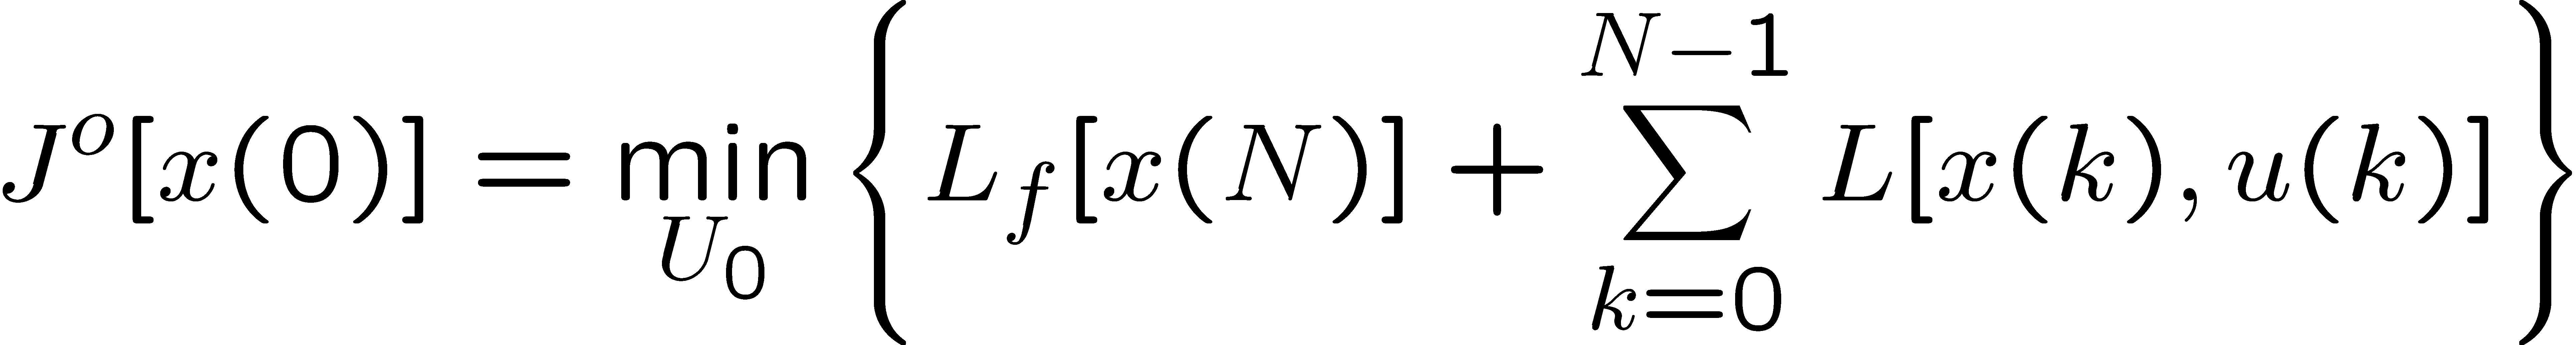 J^o[x(0)] = \min_{U_0} \left\{ L_f[x(N)] + \sum_{k=0}^{N-1} L[x(k), u(k)] \right\}